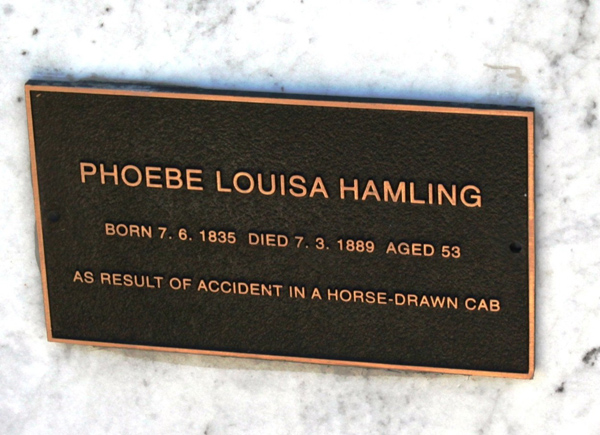 PHOEBE LOUISA HAMLING
BORN 7. 6. 1835 DIED 7. 3. 1889 AGED 53
AS RESULT OF ACCIDENT IN A HORSE-DRAWN CAB